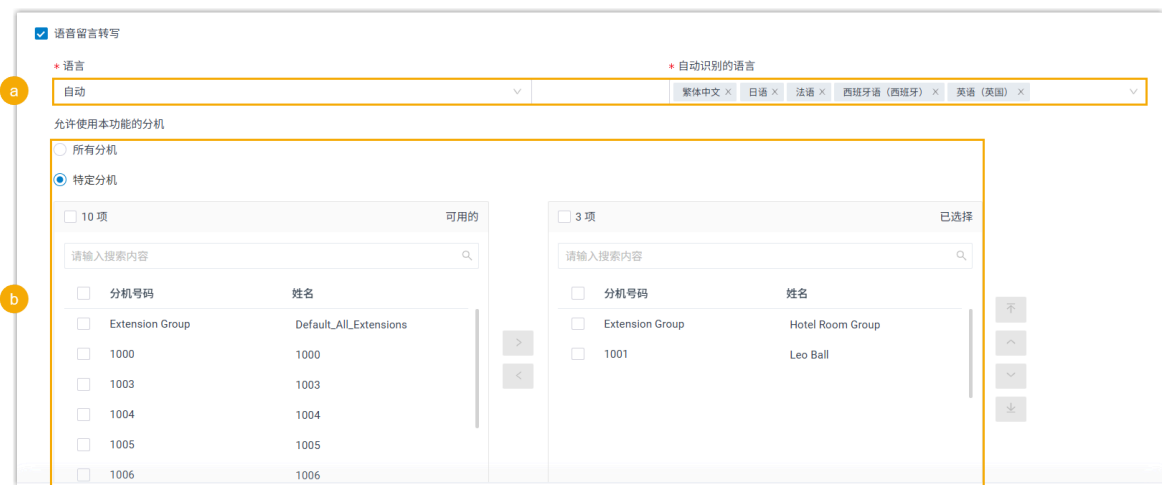 语音留言转写
* 语言 * 自动识别的语言
a 自动 繁体中文 × 日语 × 法语 × 西班牙语（西班牙） × 英语（英国） ×
允许使用本功能的分机
所有分机
特定分机
10 项 可用的 3 项 已选择
请输入搜索内容 请输入搜索内容
b 分机号码 姓名 分机号码 姓名
Extension Group Default_All_Extensions Extension Group Hotel Room Group
1000 1000 > 1001 Leo Ball
1003 1003 <
1004 1004
1005 1005
1006 1006